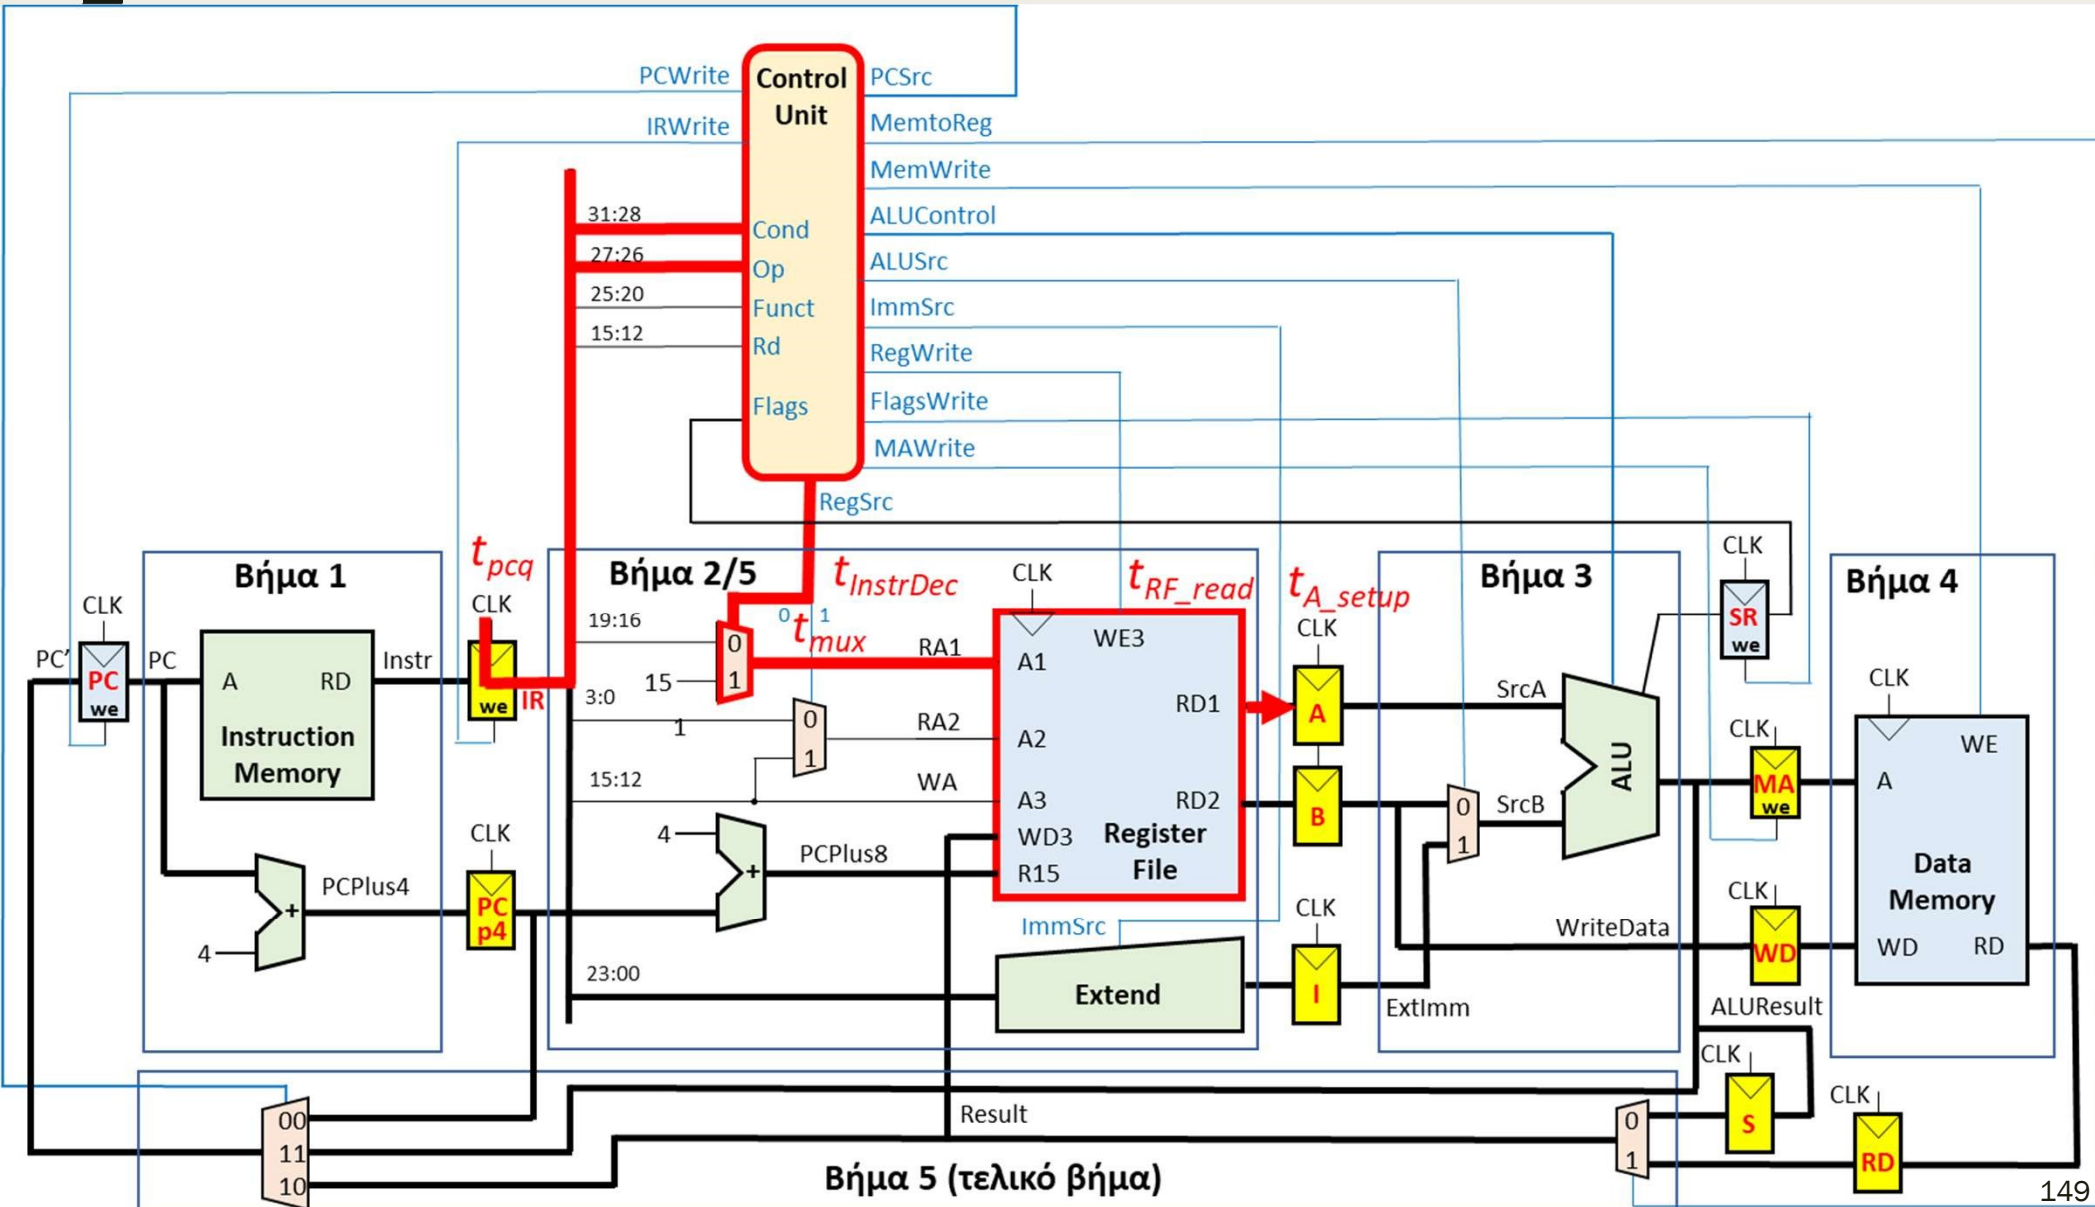 PCWrite
IRWrite
Control
Unit
Cond
Op
Funct
Rd
Flags
31:28
27:26
25:20
15:12
PCSrc
MemtoReg
MemWrite
ALUControl
ALUSrc
ImmSrc
RegWrite
FlagsWrite
MAWrite
RegSrc
Βήμα 1
CLK
PC'
PC
we
PC
A
RD
Instruction
Memory
Instr
PCPlus4
4
+
t_pcq
CLK
we
IR
CLK
PC
p4
Βήμα 2/5
t_InstrDec
t_mux
0
1
19:16
15
0
1
RA1
3:0
1
0
1
RA2
15:12
WA
4
+
PCPlus8
23:00
CLK
t_RF_read
WE3
A1
RD1
A2
A3
RD2
WD3
R15
Register
File
ImmSrc
Extend
t_A_setup
CLK
A
B
CLK
I
ExtImm
Βήμα 3
SrcA
0
1
SrcB
ALU
WriteData
CLK
SR
we
CLK
MA
we
CLK
WD
ALUResult
CLK
S
CLK
RD
Βήμα 4
CLK
WE
A
Data
Memory
WD
RD
00
11
10
Result
0
1
Βήμα 5 (τελικό βήμα)
149